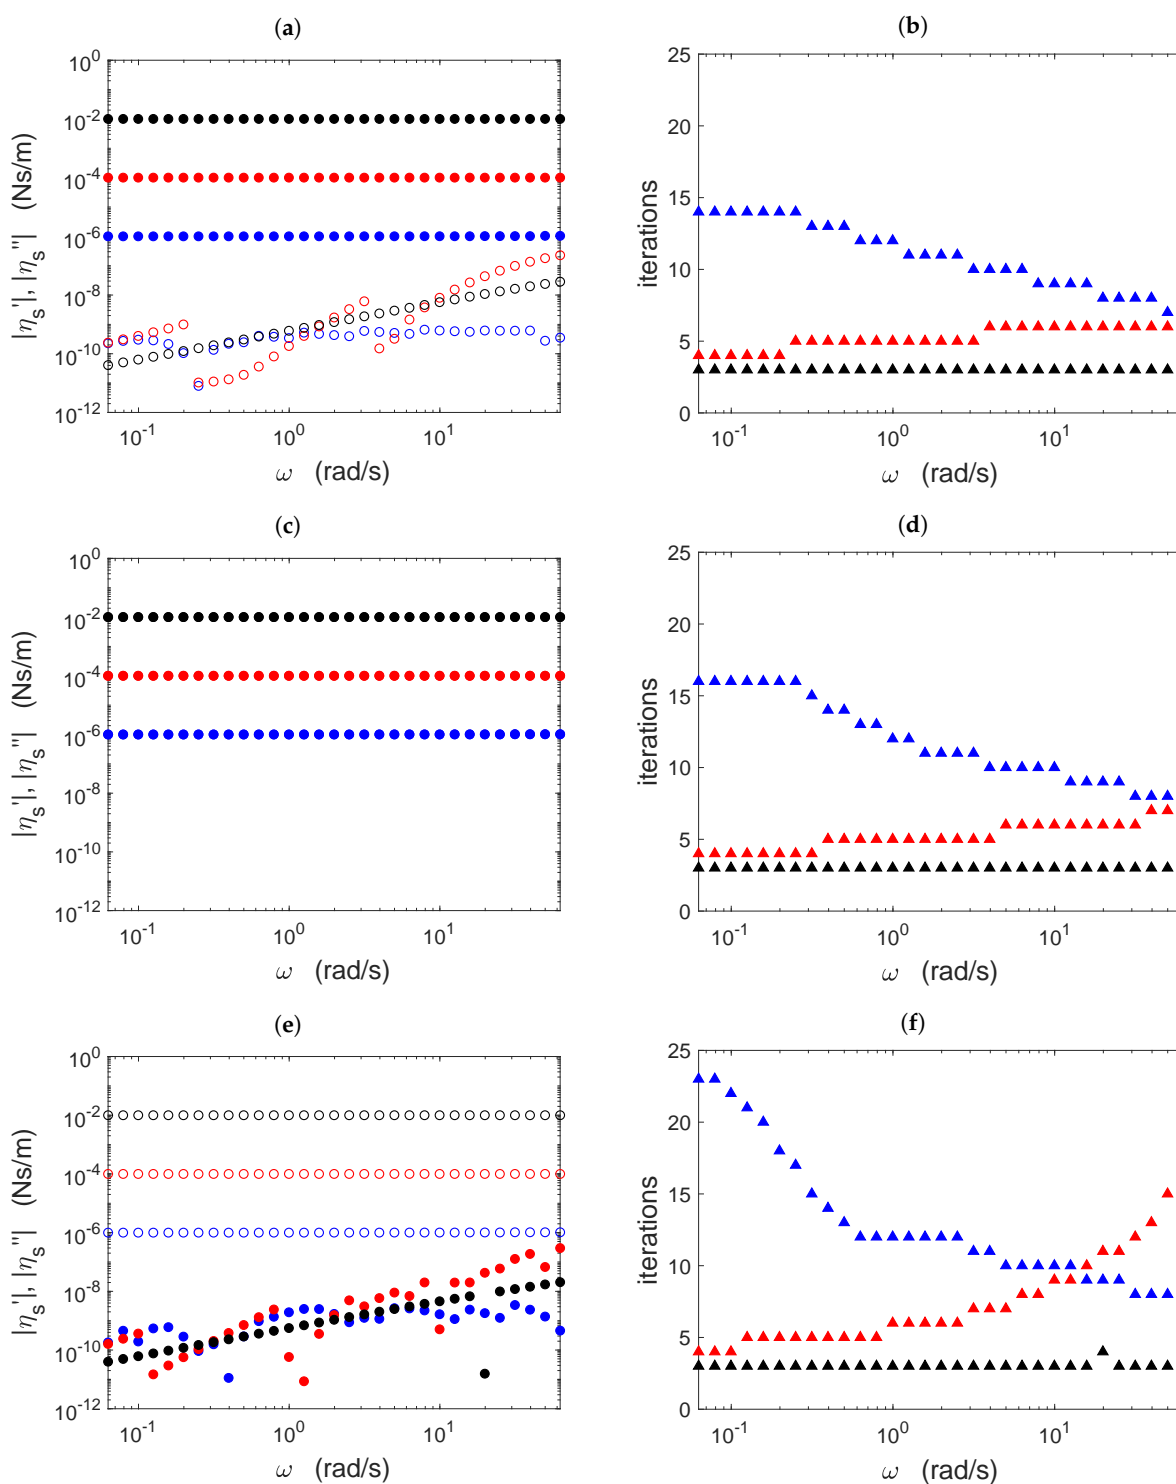 (a)
10^0
10^-2
10^-4
10^-6
10^-8
10^-10
10^-12
|η_s'|, |η_s''| (Ns/m)
10^-1 10^0 10^1
ω (rad/s)
(b)
25
20
15
10
5
0
iterations
10^-1 10^0 10^1
ω (rad/s)
(c)
10^0
10^-2
10^-4
10^-6
10^-8
10^-10
10^-12
|η_s'|, |η_s''| (Ns/m)
10^-1 10^0 10^1
ω (rad/s)
(d)
25
20
15
10
5
0
iterations
10^-1 10^0 10^1
ω (rad/s)
(e)
10^0
10^-2
10^-4
10^-6
10^-8
10^-10
10^-12
|η_s'|, |η_s''| (Ns/m)
10^-1 10^0 10^1
ω (rad/s)
(f)
25
20
15
10
5
0
iterations
10^-1 10^0 10^1
ω (rad/s)